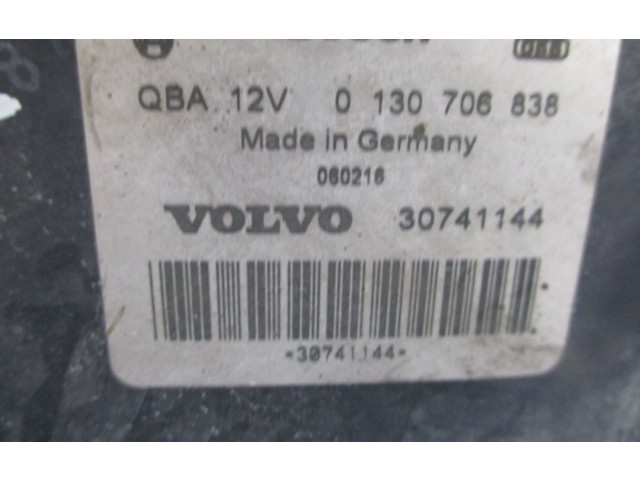 QBA 12V 0 130 706 838
Made in Germany
060216
VOLVO 30741144
-30741144-